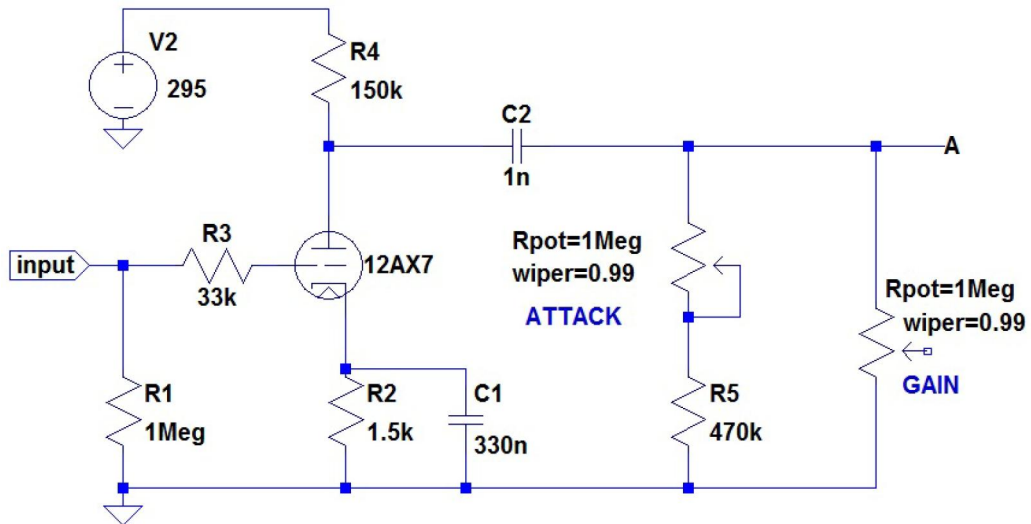 V2
295
R4
150k
C2
1n
A
input
R3
33k
12AX7
Rpot=1Meg
wiper=0.99
ATTACK
Rpot=1Meg
wiper=0.99
GAIN
R1
1Meg
R2
1.5k
C1
330n
R5
470k